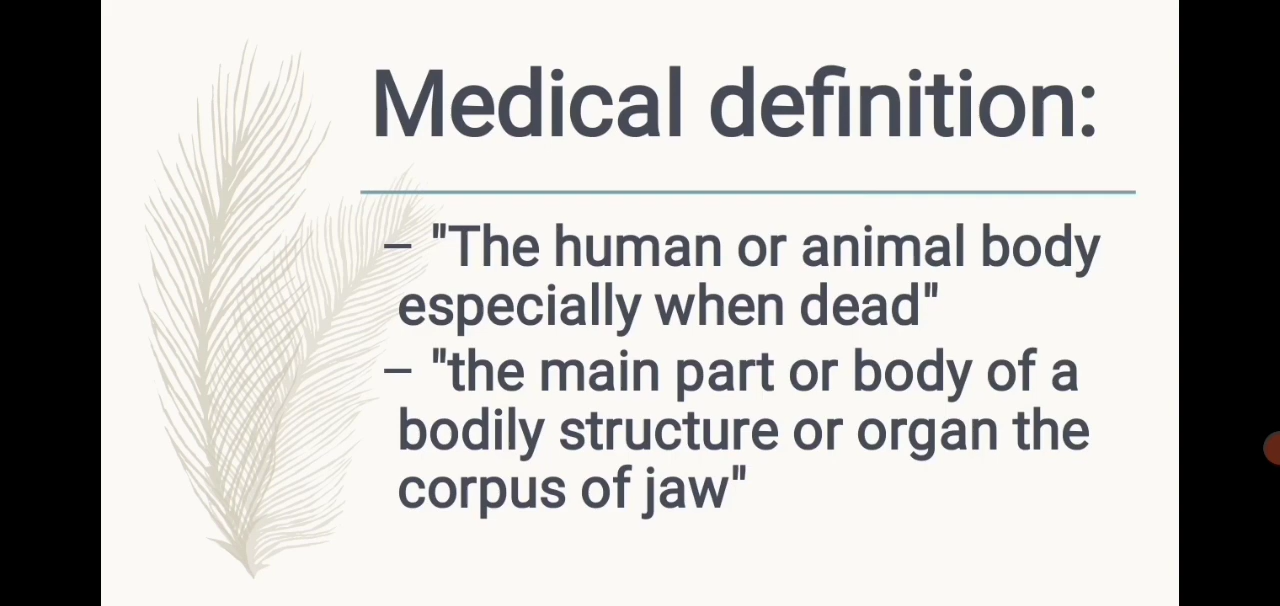 Medical definition:
– "The human or animal body
especially when dead"
– "the main part or body of a
bodily structure or organ the
corpus of jaw"